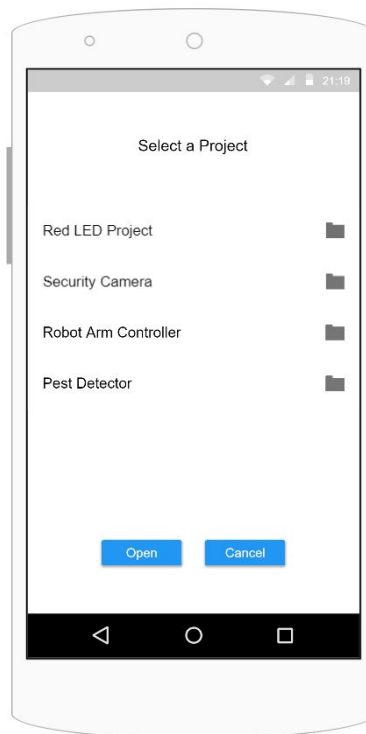 21:19
Select a Project
Red LED Project
Security Camera
Robot Arm Controller
Pest Detector
Open Cancel